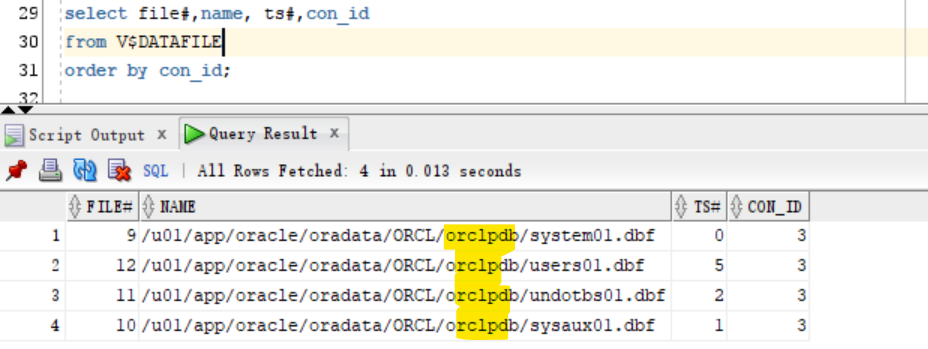 29 select file#,name, ts#,con_id
30 from V$DATAFILE
31 order by con_id;
32
Script Output x Query Result x
SQL | All Rows Fetched: 4 in 0.013 seconds
FILE# NAME TS# CON_ID
1 9 /u01/app/oracle/oradata/ORCL/orclpdb/system01.dbf 0 3
2 12 /u01/app/oracle/oradata/ORCL/orclpdb/users01.dbf 5 3
3 11 /u01/app/oracle/oradata/ORCL/orclpdb/undotbs01.dbf 2 3
4 10 /u01/app/oracle/oradata/ORCL/orclpdb/sysaux01.dbf 1 3